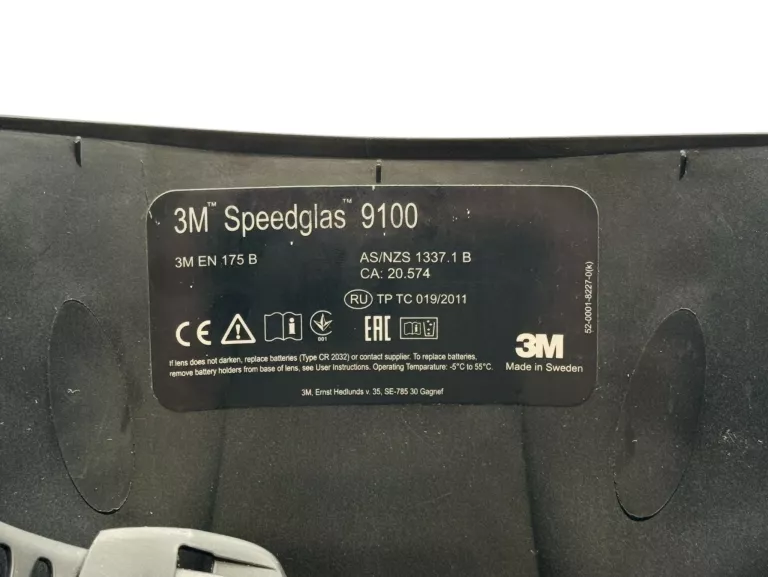 3M™ Speedglas™ 9100
3M EN 175 B
AS/NZS 1337.1 B
CA: 20.574
RU TP TC 019/2011
CE
001
EAC
If lens does not darken, replace batteries (Type CR 2032) or contact supplier. To replace batteries,
remove battery holders from base of lens, see User Instructions. Operating Temparature: -5°C to 55°C.
3M, Ernst Hedlunds v. 35, SE-785 30 Gagnef
3M
Made in Sweden
52-0001-8227-0(k)